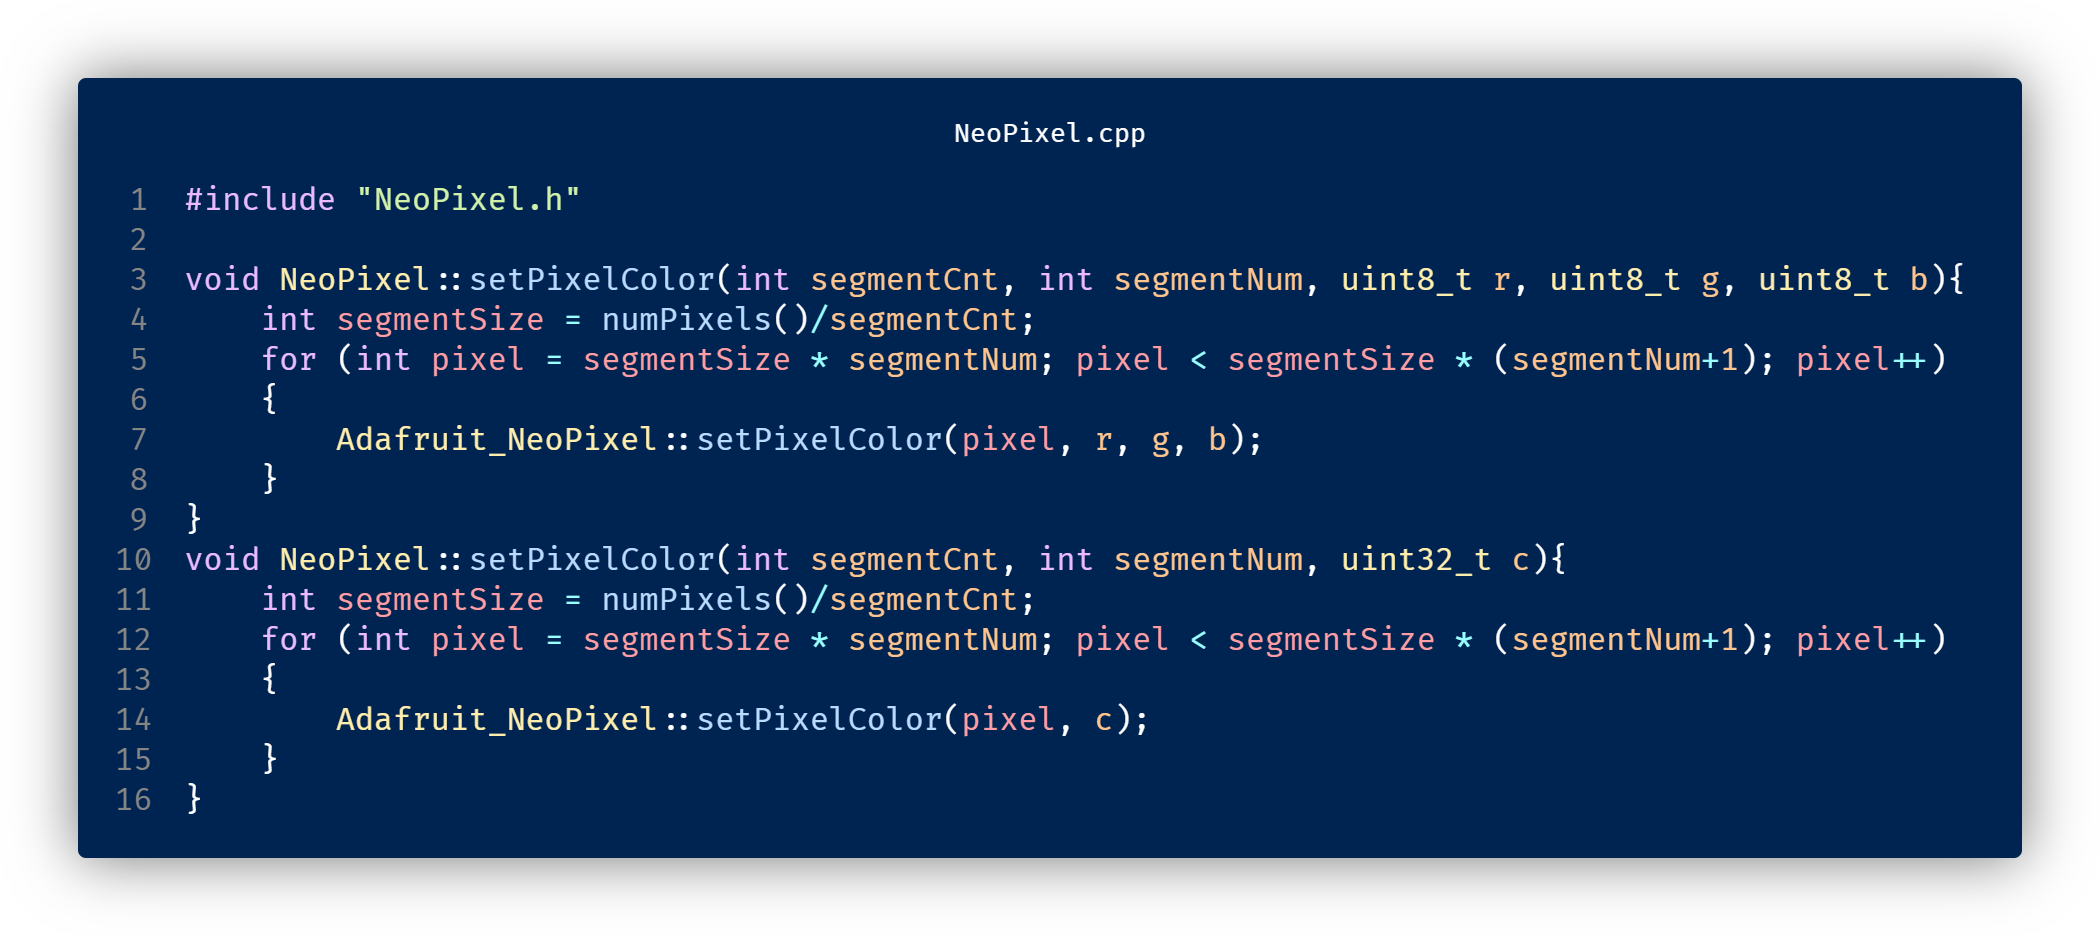 NeoPixel.cpp
1 #include "NeoPixel.h"
2
3 void NeoPixel::setPixelColor(int segmentCnt, int segmentNum, uint8_t r, uint8_t g, uint8_t b){
4     int segmentSize = numPixels()/segmentCnt;
5     for (int pixel = segmentSize * segmentNum; pixel < segmentSize * (segmentNum+1); pixel++)
6     {
7         Adafruit_NeoPixel::setPixelColor(pixel, r, g, b);
8     }
9 }
10 void NeoPixel::setPixelColor(int segmentCnt, int segmentNum, uint32_t c){
11     int segmentSize = numPixels()/segmentCnt;
12     for (int pixel = segmentSize * segmentNum; pixel < segmentSize * (segmentNum+1); pixel++)
13     {
14         Adafruit_NeoPixel::setPixelColor(pixel, c);
15     }
16 }